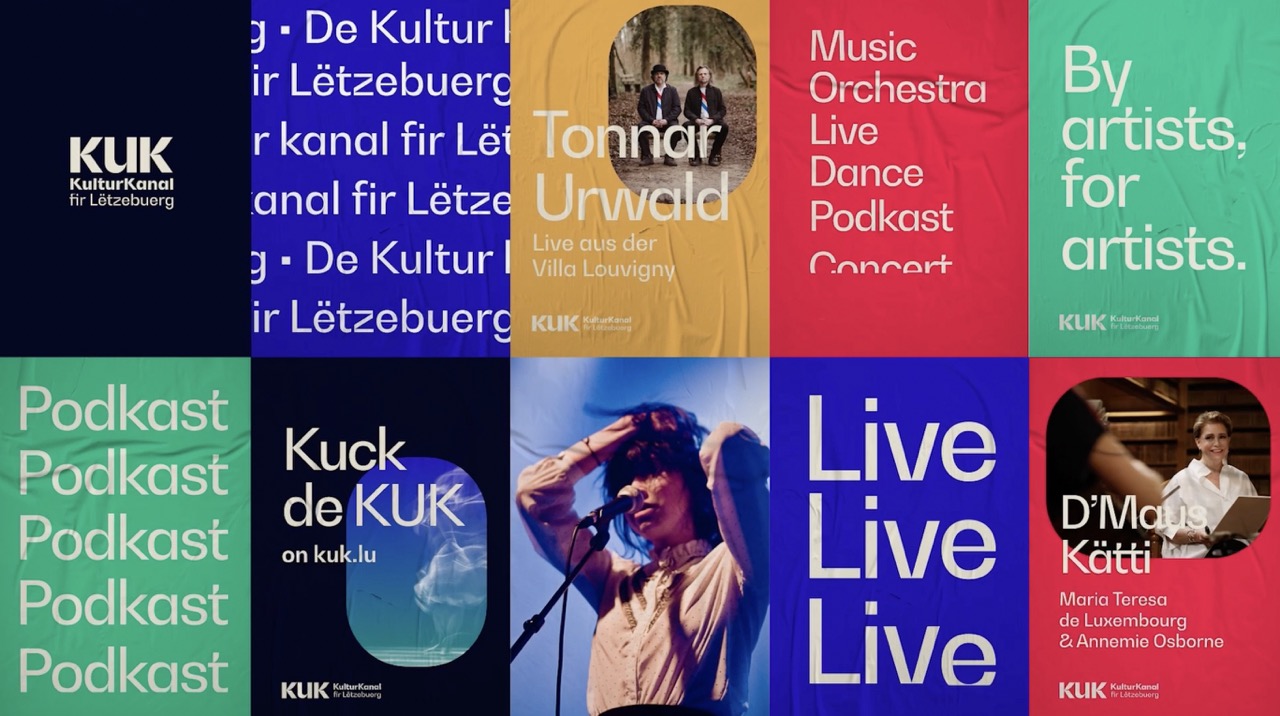 KUK
KulturKanal
fir Lëtzebuerg
g ▪ De Kultur k
ir Lëtzebuerg
r kanal fir Lët
kanal fir Lëtze
g ▪ De Kultur k
ir Lëtzebuerg
Tonnar
Urwald
Live aus der
Villa Louvigny
KUK KulturKanal
fir Lëtzebuerg
Music
Orchestra
Live
Dance
Podkast
Concert
By
artists,
for
artists.
KUK KulturKanal
fir Lëtzebuerg
Podkast
Podkast
Podkast
Podkast
Podkast
Kuck
de KUK
on kuk.lu
KUK KulturKanal
fir Lëtzebuerg
Live
Live
Live
D'Maus
Kätti
Maria Teresa
de Luxembourg
& Annemie Osborne
KUK KulturKanal
fir Lëtzebuerg